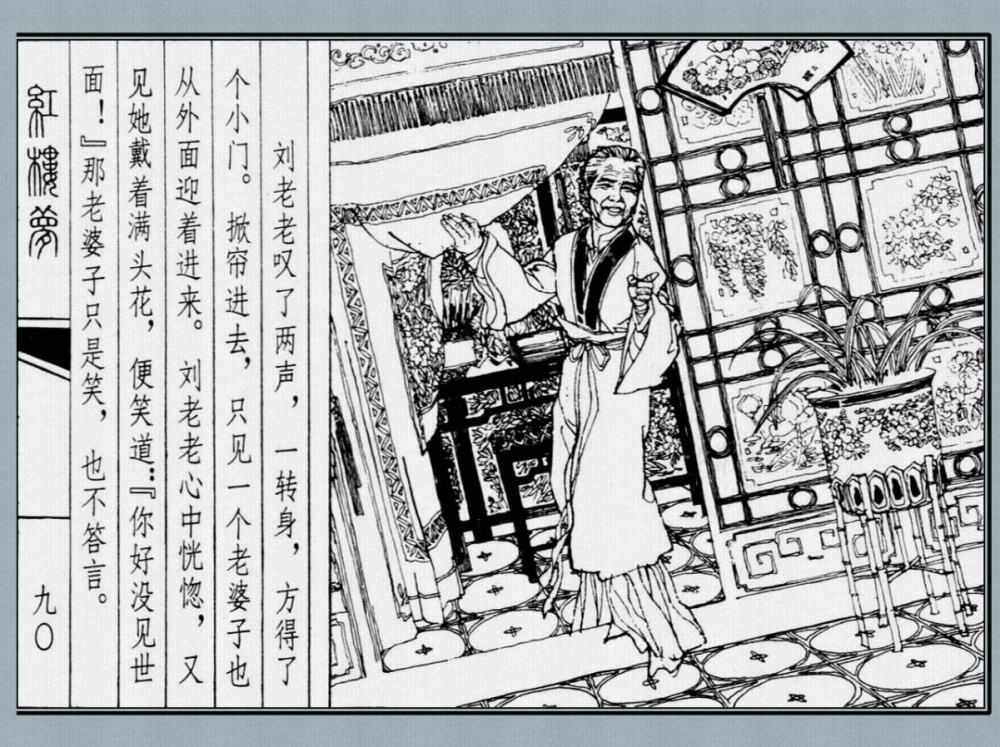 刘老老叹了两声，一转身，方得了
个小门。掀帘进去，只见一个老婆子也
从外面迎着进来。刘老老心中恍惚，又
见她戴着满头花，便笑道：『你好没见世
面！』那老婆子只是笑，也不答言。
紅樓夢
九〇